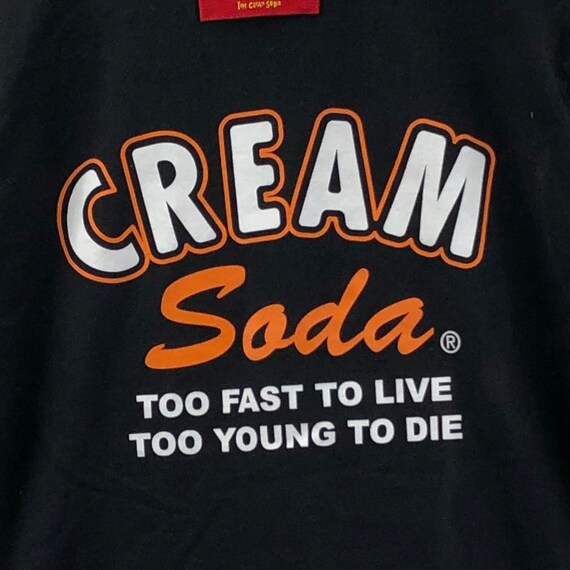 CREAM
Soda®
TOO FAST TO LIVE
TOO YOUNG TO DIE